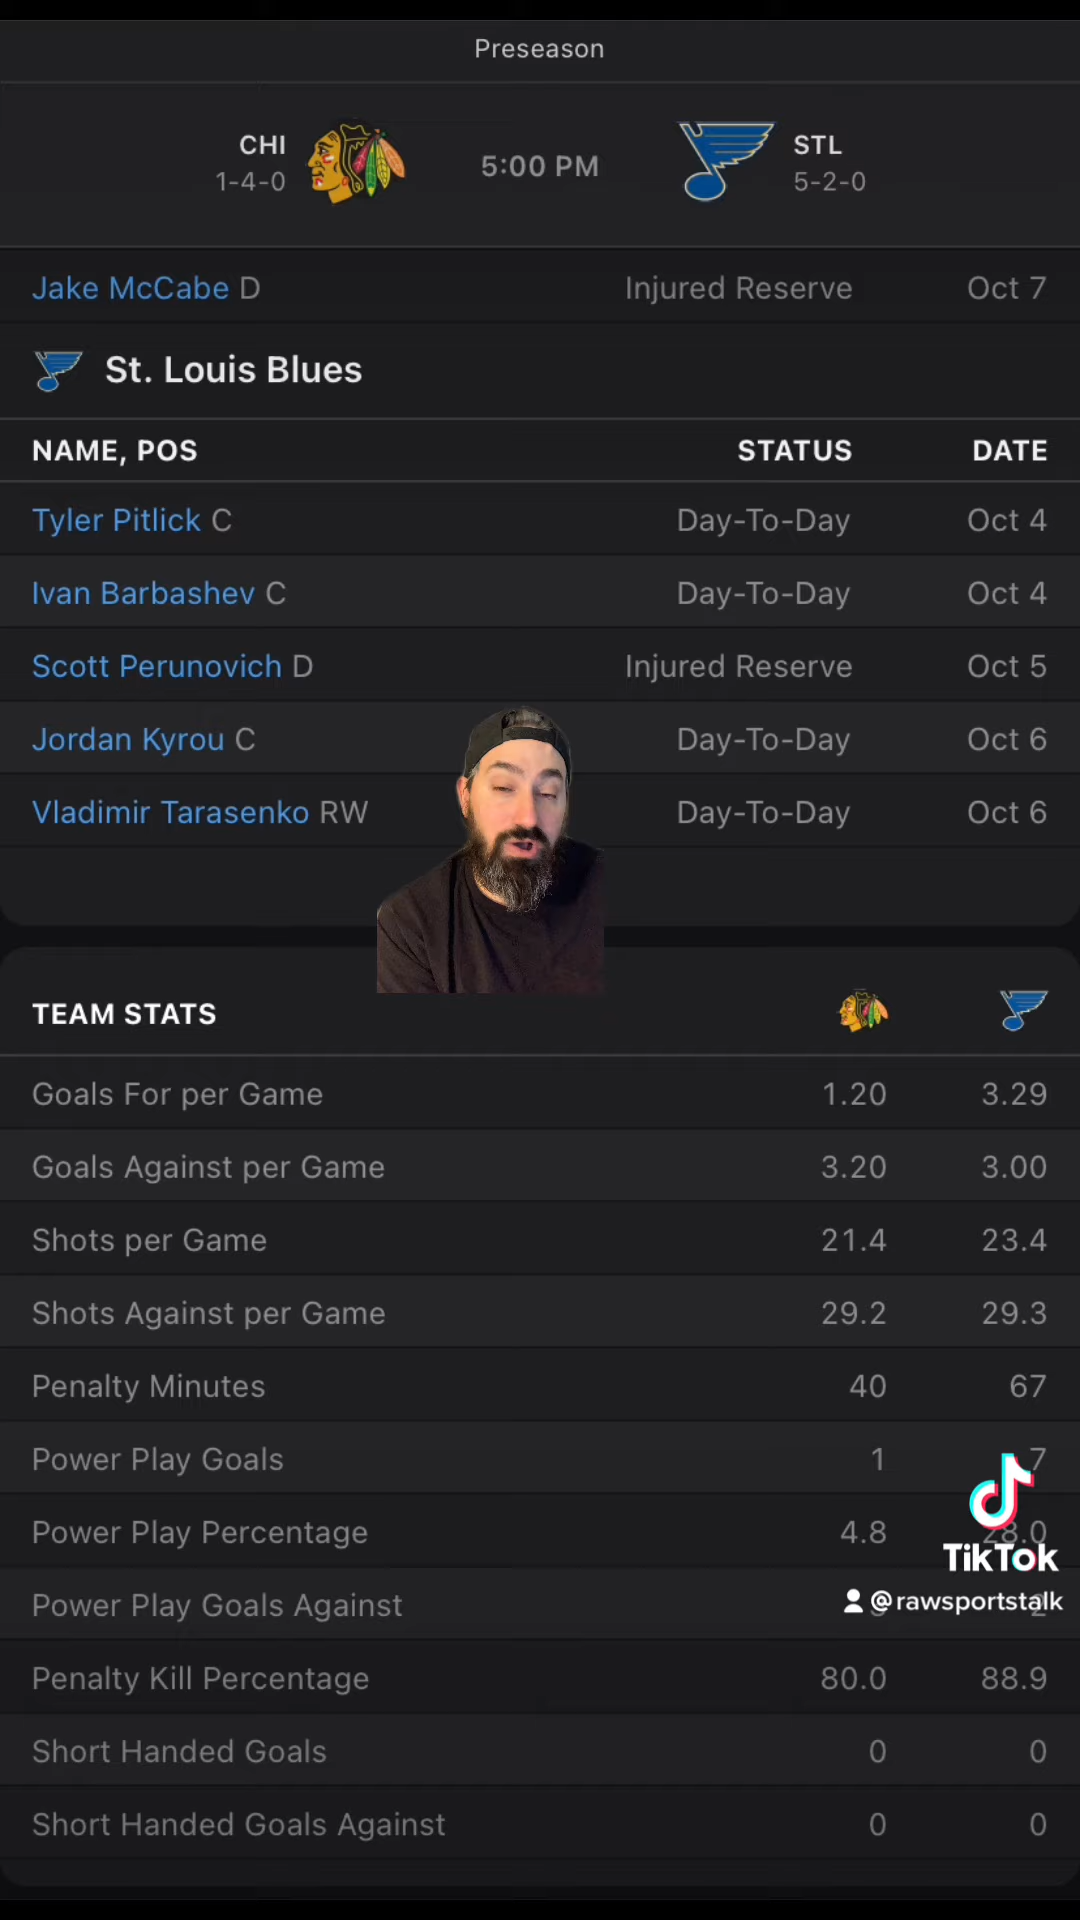 Preseason
CHI
1-4-0
5:00 PM
STL
5-2-0
Jake McCabe D Injured Reserve Oct 7
St. Louis Blues
NAME, POS STATUS DATE
Tyler Pitlick C Day-To-Day Oct 4
Ivan Barbashev C Day-To-Day Oct 4
Scott Perunovich D Injured Reserve Oct 5
Jordan Kyrou C Day-To-Day Oct 6
Vladimir Tarasenko RW Day-To-Day Oct 6
TEAM STATS
Goals For per Game 1.20 3.29
Goals Against per Game 3.20 3.00
Shots per Game 21.4 23.4
Shots Against per Game 29.2 29.3
Penalty Minutes 40 67
Power Play Goals 1 7
Power Play Percentage 4.8 28.0
TikTok
@rawsportstalk
Power Play Goals Against 2
Penalty Kill Percentage 80.0 88.9
Short Handed Goals 0 0
Short Handed Goals Against 0 0